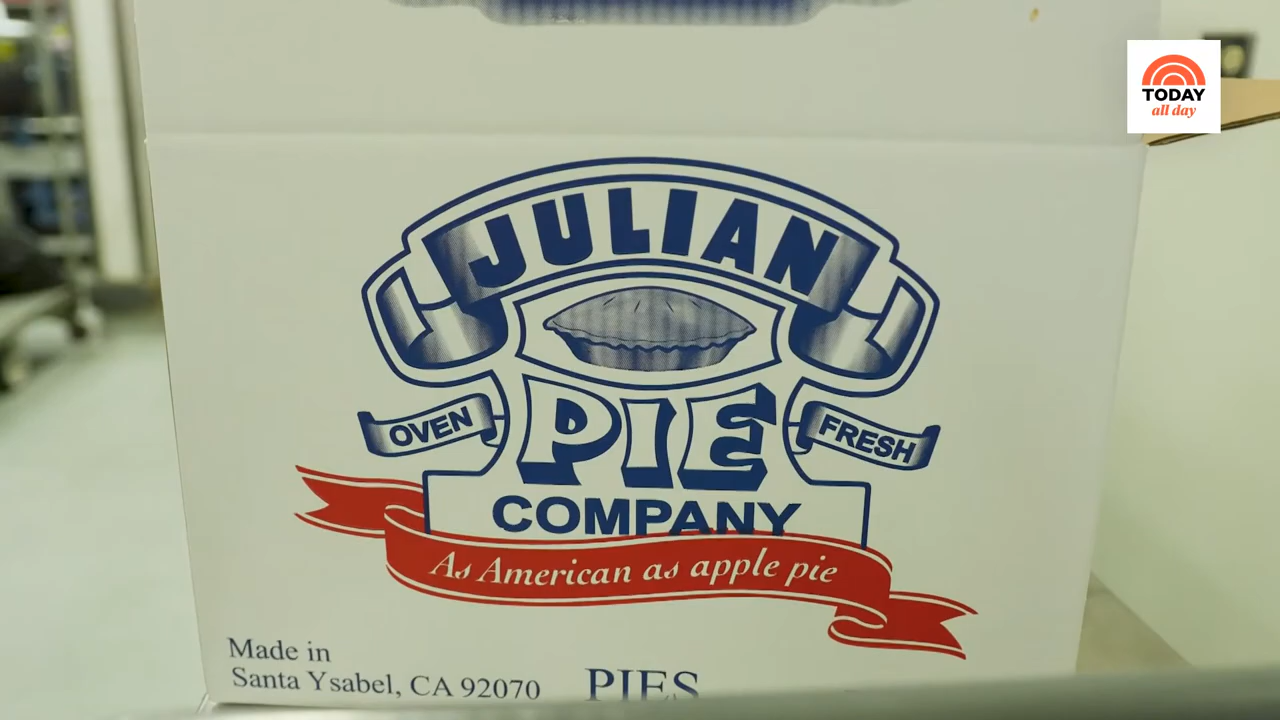 TODAY
all day
JULIAN
PIE
OVEN
FRESH
COMPANY
As American as apple pie
Made in
Santa Ysabel, CA 92070
PIES